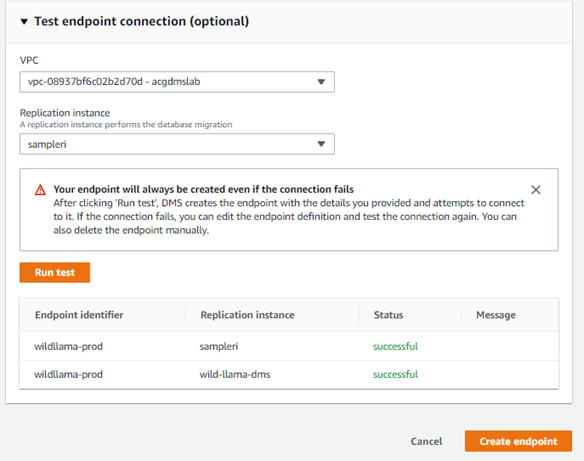 Test endpoint connection (optional)
VPC
vpc-08937bf6c02b2d70d - acgdmslab
Replication instance
A replication instance performs the database migration
sampleri
Your endpoint will always be created even if the connection fails
After clicking 'Run test', DMS creates the endpoint with the details you provided and attempts to connect
to it. If the connection fails, you can edit the endpoint definition and test the connection again. You can
also delete the endpoint manually.
Run test
Endpoint identifier Replication instance Status Message
wildllama-prod sampleri successful
wildllama-prod wild-llama-dms successful
Cancel Create endpoint